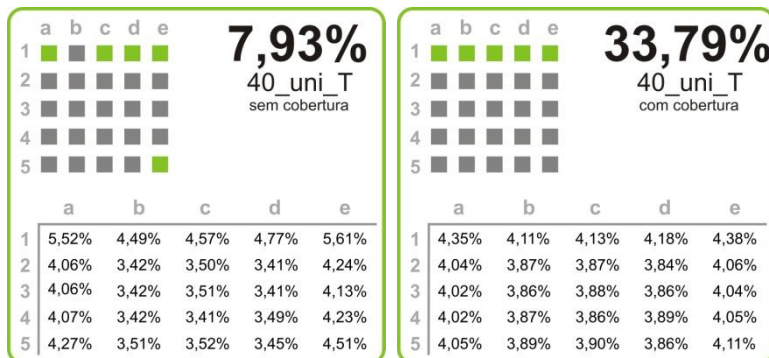 a b c d e
1
2
3
4
5
7,93%
40_uni_T
sem cobertura
a b c d e
1 5,52% 4,49% 4,57% 4,77% 5,61%
2 4,06% 3,42% 3,50% 3,41% 4,24%
3 4,06% 3,42% 3,51% 3,41% 4,13%
4 4,07% 3,42% 3,41% 3,49% 4,23%
5 4,27% 3,51% 3,52% 3,45% 4,51%
a b c d e
1
2
3
4
5
33,79%
40_uni_T
com cobertura
a b c d e
1 4,35% 4,11% 4,13% 4,18% 4,38%
2 4,04% 3,87% 3,87% 3,84% 4,06%
3 4,02% 3,86% 3,88% 3,86% 4,04%
4 4,02% 3,87% 3,86% 3,89% 4,05%
5 4,05% 3,89% 3,90% 3,86% 4,11%